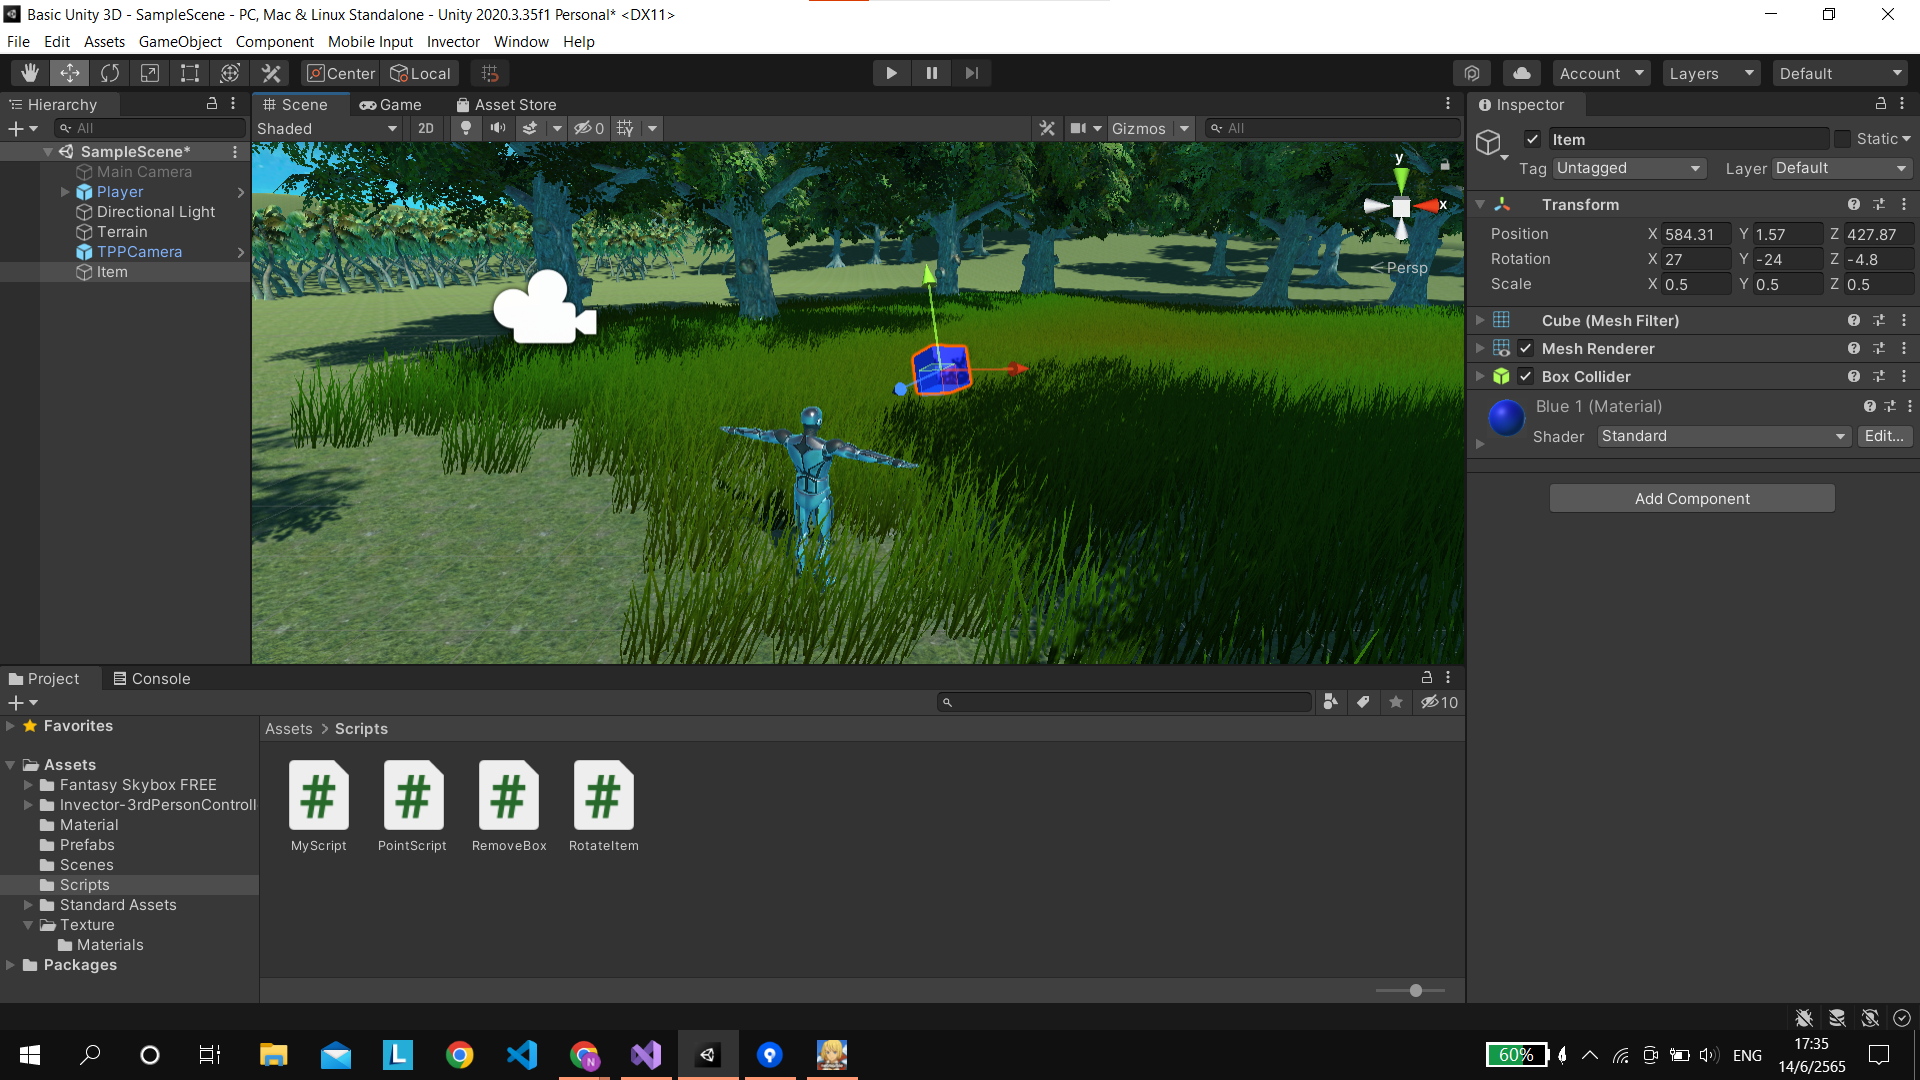 Basic Unity 3D - SampleScene - PC, Mac & Linux Standalone - Unity 2020.3.35f1 Personal* <DX11>
File Edit Assets GameObject Component Mobile Input Invector Window Help
Center Local Account Layers Default
Hierarchy
All
SampleScene*
Main Camera
Player
Directional Light
Terrain
TPPCamera
Item
Scene Game Asset Store
Shaded 2D 0 Gizmos All
y
x
Persp
Inspector
Item Static
Tag Untagged Layer Default
Transform
Position X 584.31 Y 1.57 Z 427.87
Rotation X 27 Y -24 Z -4.8
Scale X 0.5 Y 0.5 Z 0.5
Cube (Mesh Filter)
Mesh Renderer
Box Collider
Blue 1 (Material)
Shader Standard Edit...
Add Component
Project Console
10
Favorites
Assets
Fantasy Skybox FREE
Invector-3rdPersonControll
Material
Prefabs
Scenes
Scripts
Standard Assets
Texture
Materials
Packages
Assets > Scripts
MyScript PointScript RemoveBox RotateItem
60% ENG 17:35
14/6/2565